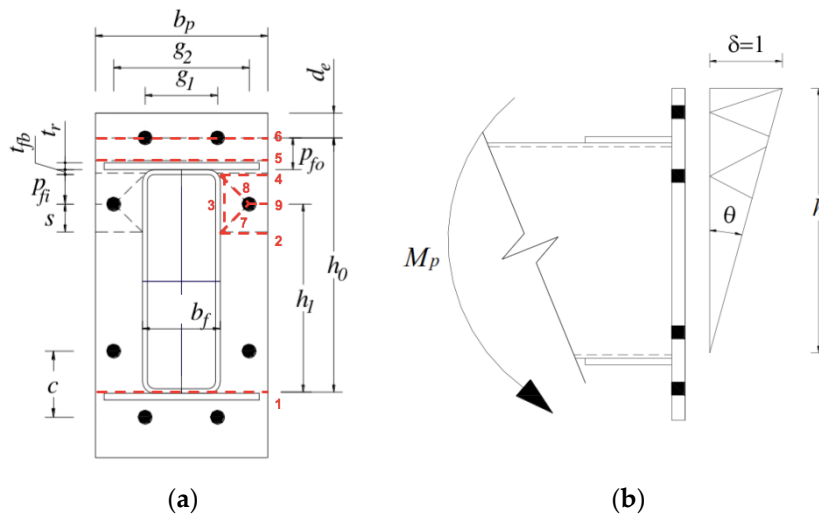 b_p
g_2
g_1
d_e
t_fb
t_r
p_fi
s
p_fo
6
5
4
8
3
9
7
2
h_0
h_1
b_f
c
1
(a)
δ=1
h
θ
M_p
(b)